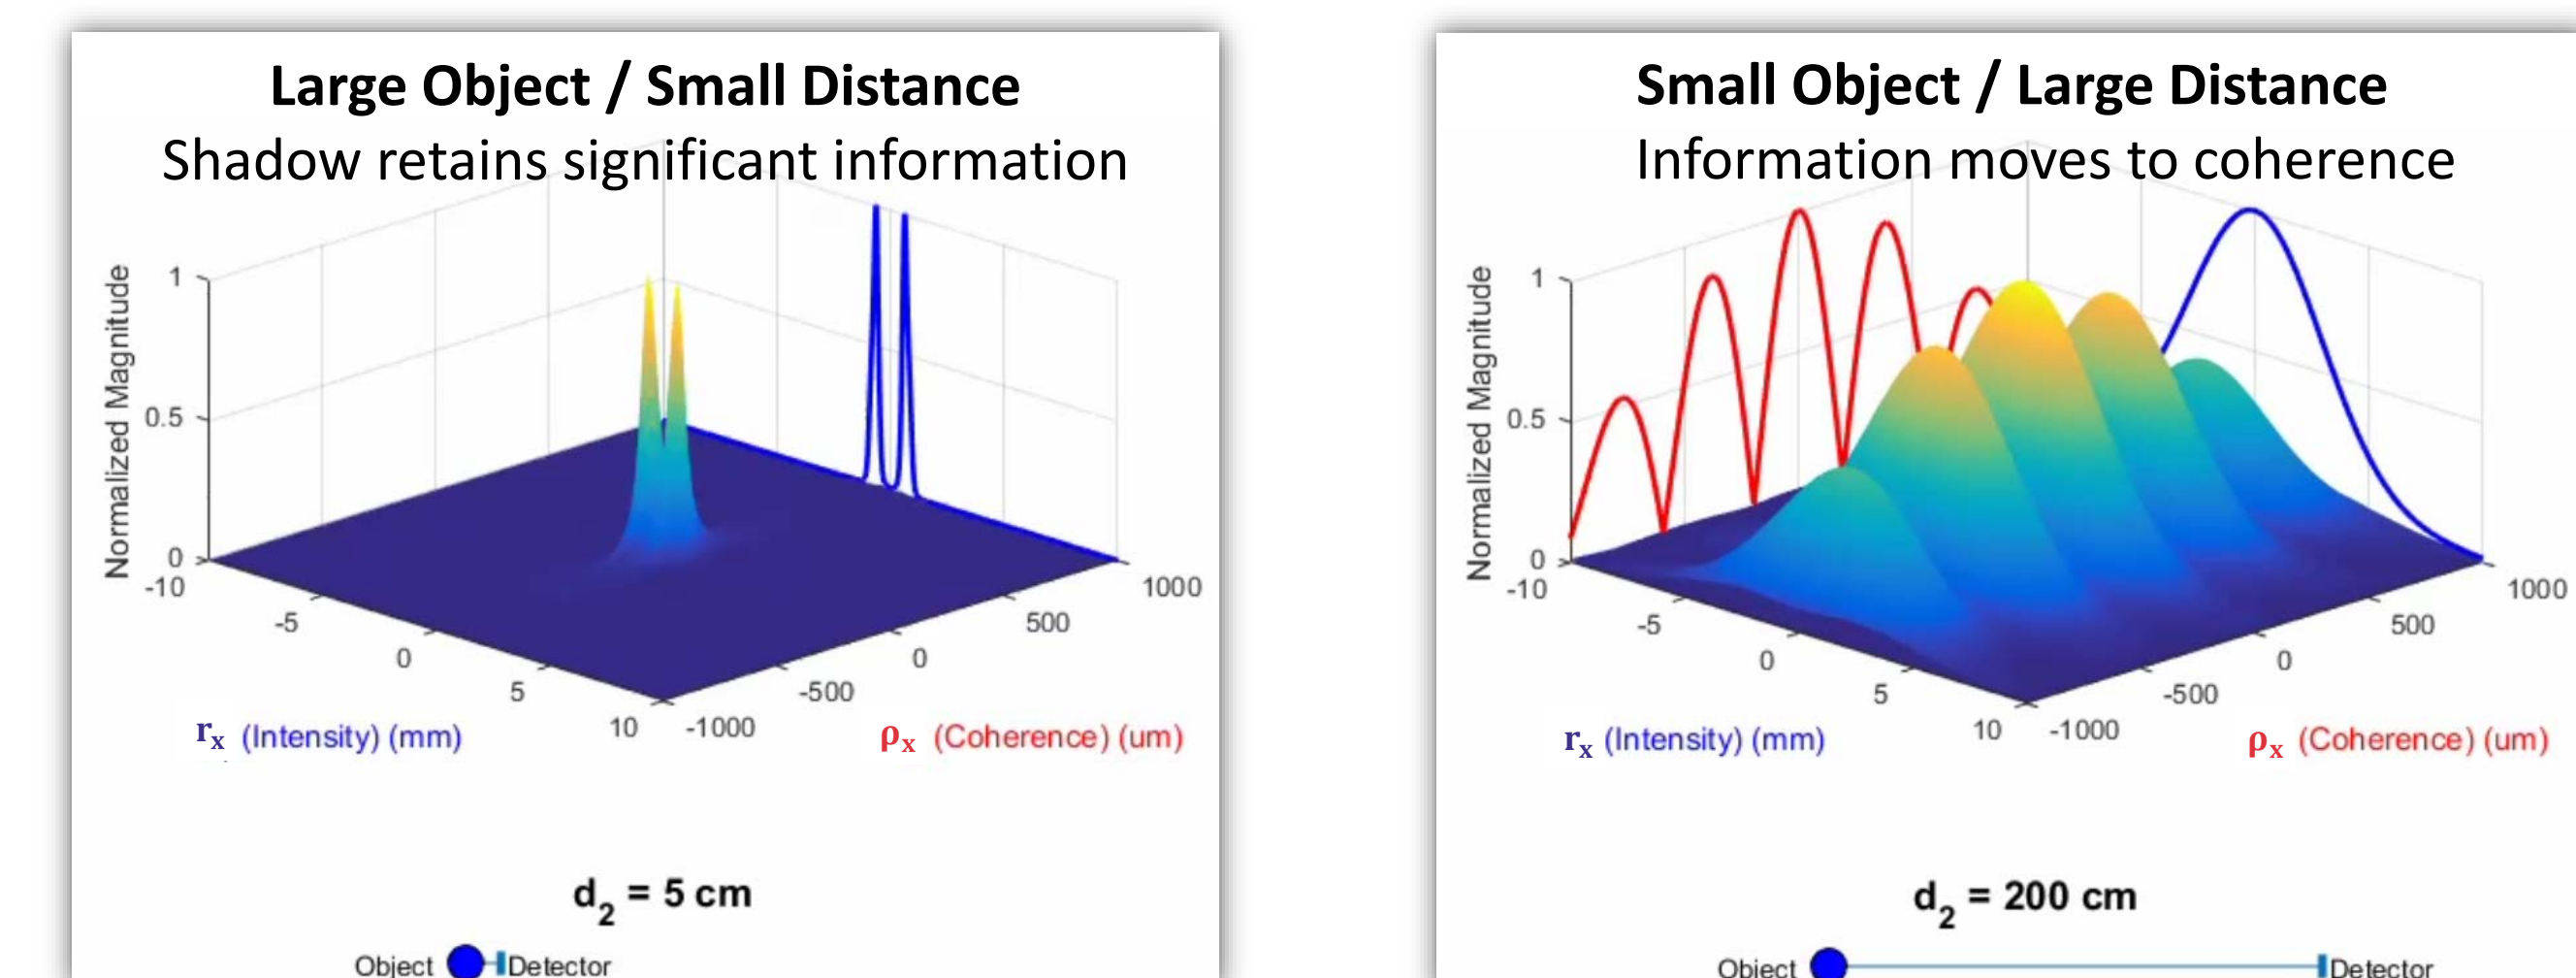 Large Object / Small Distance
Shadow retains significant information
Normalized Magnitude
1
0.5
0
-10
-5
0
5
10
-1000
-500
0
500
1000
rₓ (Intensity) (mm)
ρₓ (Coherence) (um)
d₂ = 5 cm
Object
Detector
Small Object / Large Distance
Information moves to coherence
Normalized Magnitude
1
0.5
0
-10
-5
0
5
10
-1000
-500
0
500
1000
rₓ (Intensity) (mm)
ρₓ (Coherence) (um)
d₂ = 200 cm
Object
Detector